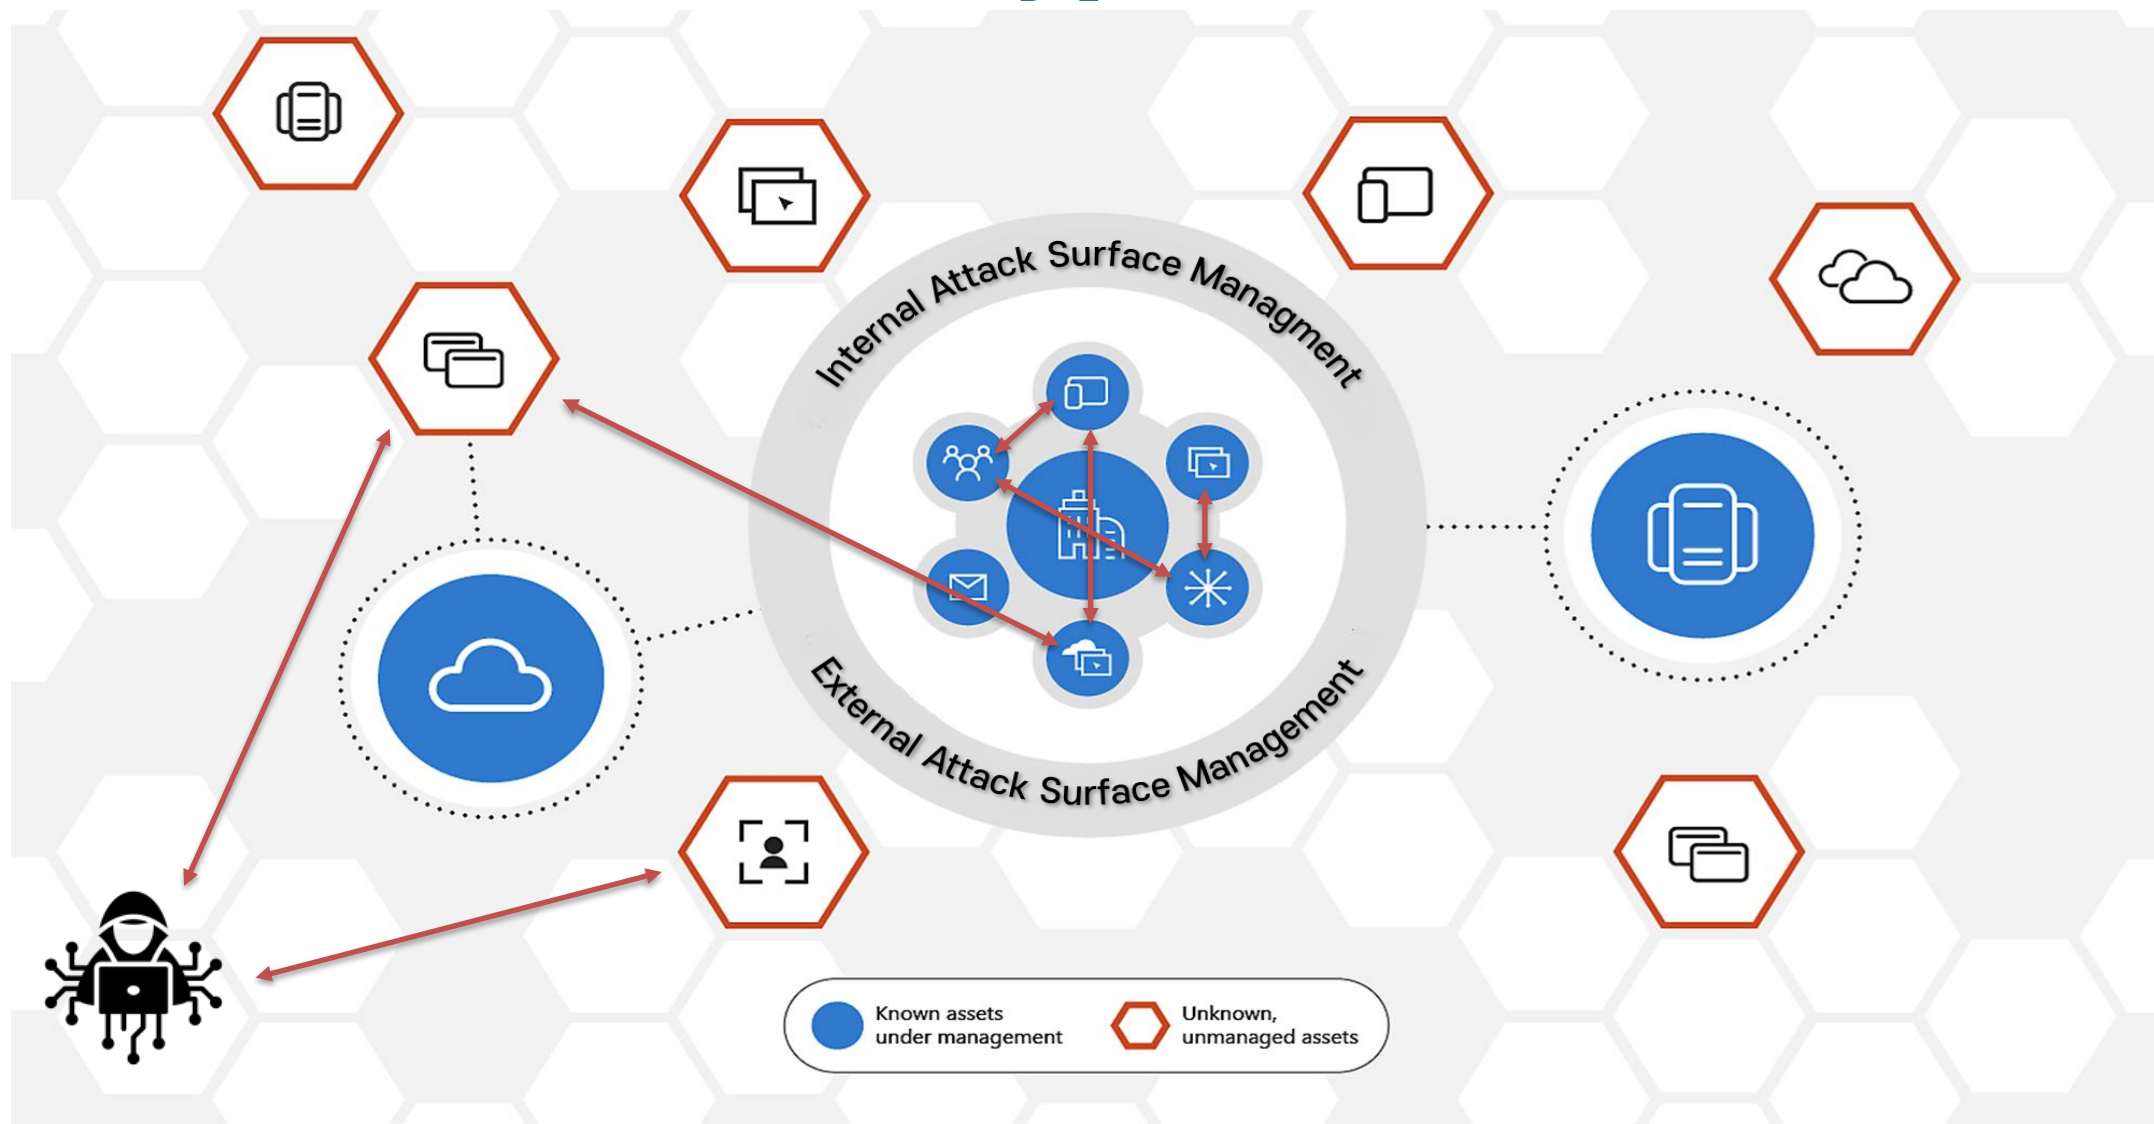 Internal Attack Surface Managment
External Attack Surface Management
Known assets
under management
Unknown,
unmanaged assets